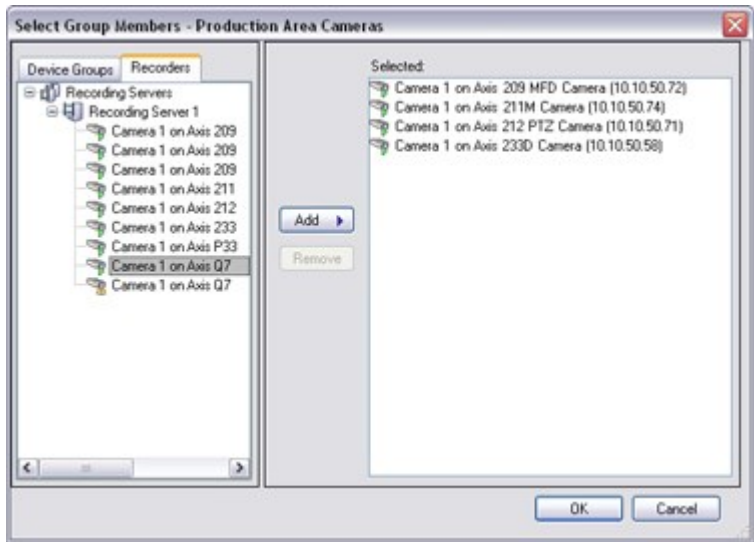 Select Group Members - Production Area Cameras
Device Groups
Recorders
Recording Servers
Recording Server 1
Camera 1 on Axis 209
Camera 1 on Axis 209
Camera 1 on Axis 209
Camera 1 on Axis 211
Camera 1 on Axis 212
Camera 1 on Axis 233
Camera 1 on Axis P33
Camera 1 on Axis Q7
Camera 1 on Axis Q7
Add
Remove
Selected:
Camera 1 on Axis 209 MFD Camera (10.10.50.72)
Camera 1 on Axis 211M Camera (10.10.50.74)
Camera 1 on Axis 212 PTZ Camera (10.10.50.71)
Camera 1 on Axis 233D Camera (10.10.50.58)
OK
Cancel